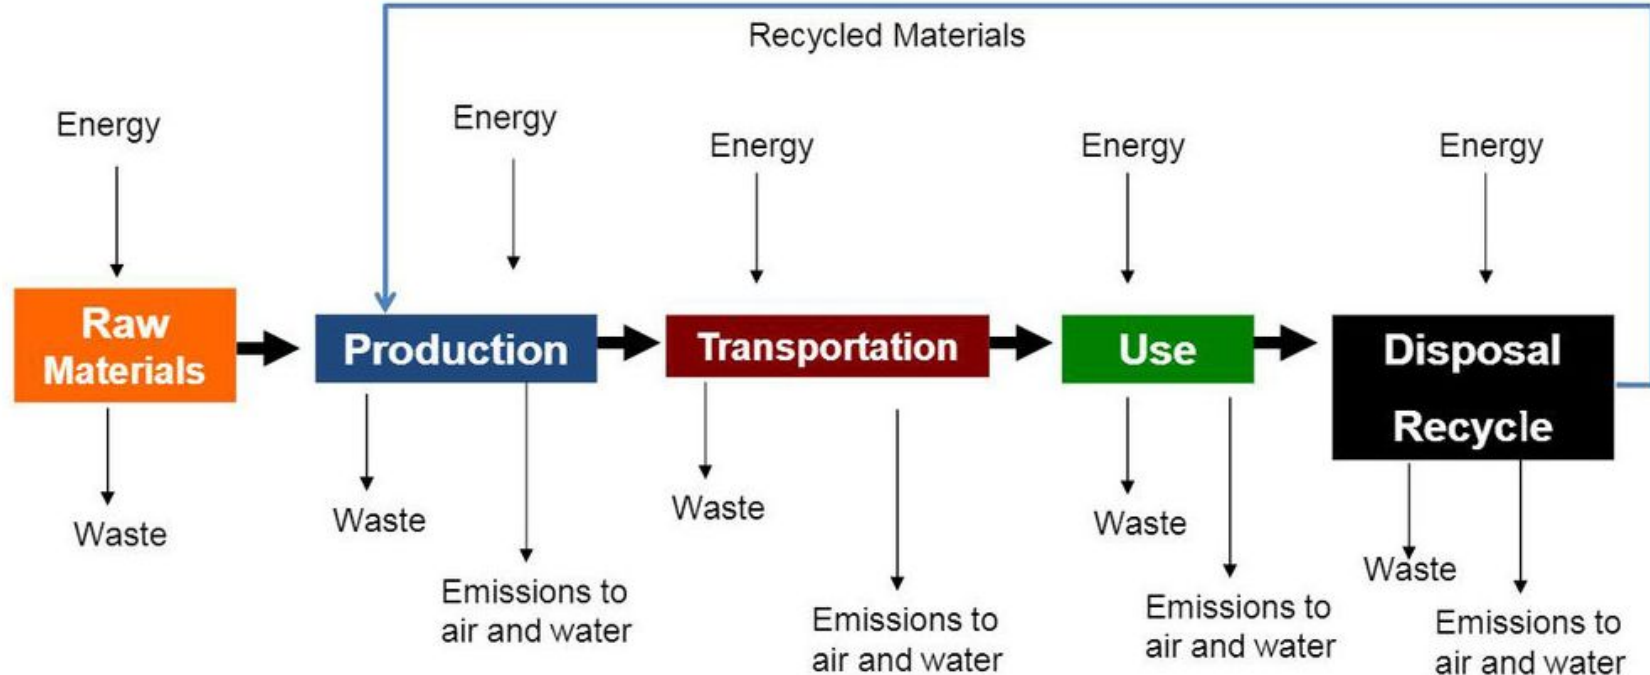 Recycled Materials
Energy
Energy
Energy
Energy
Energy
Raw
Materials
Production
Transportation
Use
Disposal
Recycle
Waste
Waste
Emissions to
air and water
Waste
Emissions to
air and water
Waste
Emissions to
air and water
Waste
Emissions to
air and water